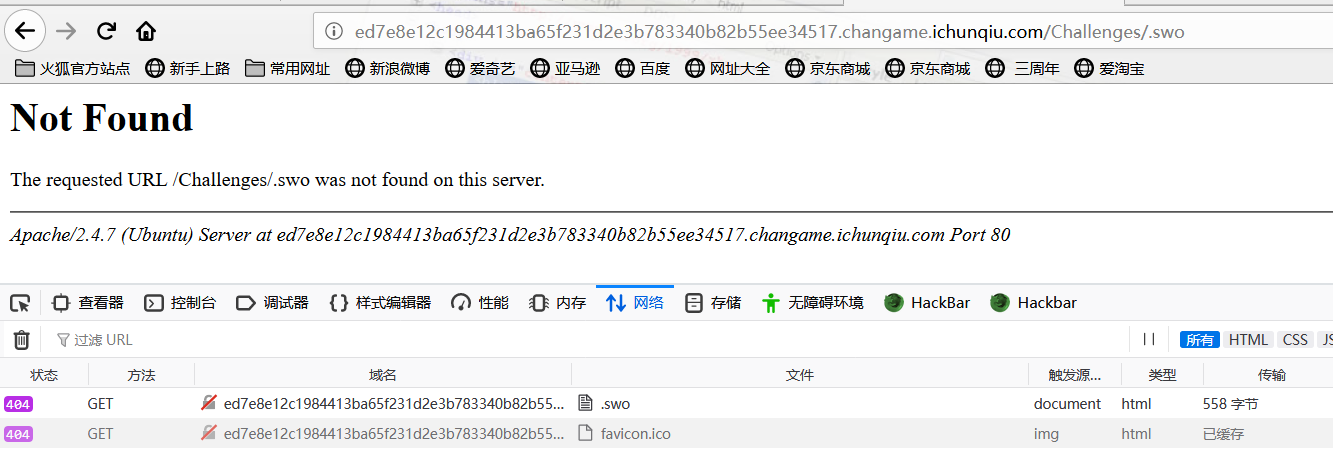 ed7e8e12c1984413ba65f231d2e3b783340b82b55ee34517.changame.ichunqiu.com/Challenges/.swo
火狐官方站点 新手上路 常用网址 新浪微博 爱奇艺 亚马逊 百度 网址大全 京东商城 京东商城 三周年 爱淘宝
Not Found
The requested URL /Challenges/.swo was not found on this server.
Apache/2.4.7 (Ubuntu) Server at ed7e8e12c1984413ba65f231d2e3b783340b82b55ee34517.changame.ichunqiu.com Port 80
查看器 控制台 调试器 样式编辑器 性能 内存 网络 存储 无障碍环境 HackBar Hackbar
过滤 URL 所有 HTML CSS JS
状态 方法 域名 文件 触发源... 类型 传输
404 GET ed7e8e12c1984413ba65f231d2e3b783340b82b55... .swo document html 558 字节
404 GET ed7e8e12c1984413ba65f231d2e3b783340b82b55... favicon.ico img html 已缓存